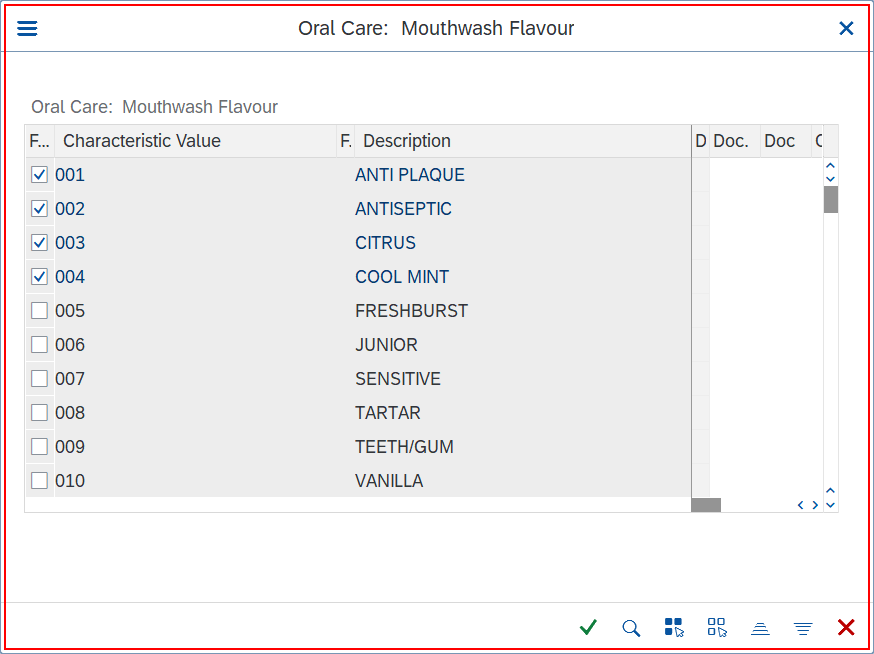 Oral Care: Mouthwash Flavour
Oral Care: Mouthwash Flavour
F... Characteristic Value F. Description D Doc. Doc
001 ANTI PLAQUE
002 ANTISEPTIC
003 CITRUS
004 COOL MINT
005 FRESHBURST
006 JUNIOR
007 SENSITIVE
008 TARTAR
009 TEETH/GUM
010 VANILLA